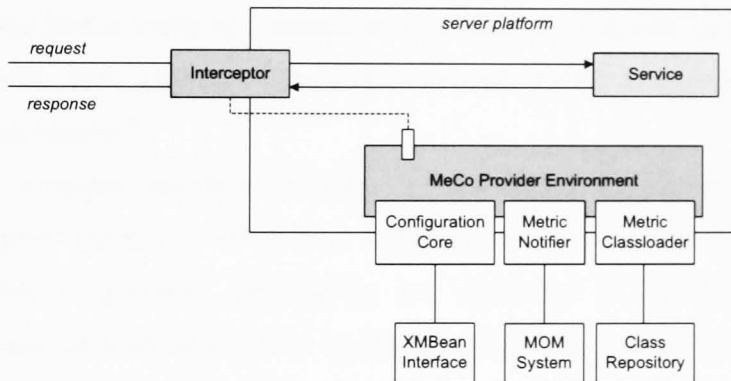 server platform
request
Interceptor
Service
response
MeCo Provider Environment
Configuration
Core
Metric
Notifier
Metric
Classloader
XMBean
Interface
MOM
System
Class
Repository